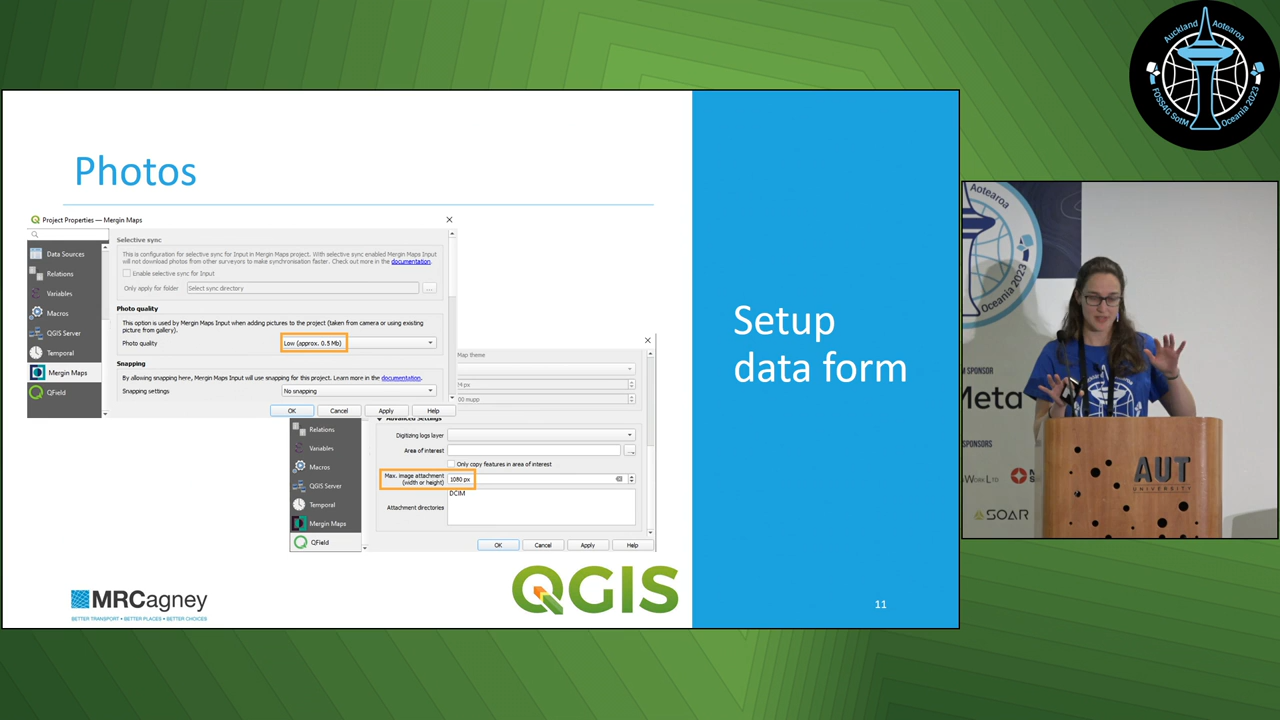 Photos
Project Properties — Mergin Maps
Data Sources
Relations
Variables
Macros
QGIS Server
Temporal
Mergin Maps
QField
Selective sync
This is configuration for selective sync for Input in Mergin Maps project. With selective sync enabled Mergin Maps Input
will not download photos from other surveyors to make synchronisation faster. Check out more in the documentation.
Enable selective sync for Input
Only apply for folder
Select sync directory
...
Photo quality
This option is used by Mergin Maps Input when adding pictures to the project (taken from camera or using existing
picture from gallery).
Photo quality
Low (approx. 0.5 Mb)
Snapping
By allowing snapping here, Mergin Maps Input will use snapping for this project. Learn more in the documentation.
Snapping settings
No snapping
OK
Cancel
Apply
Help
Map theme
Relations
Variables
Macros
QGIS Server
Temporal
Mergin Maps
QField
Advanced Settings
Digitizing logs layer
Area of interest
...
Only copy features in area of interest
Max. image attachment
(width or height)
1080 px
DCIM
Attachment directories
OK
Cancel
Apply
Help
MRCagney
BETTER TRANSPORT • BETTER PLACES • BETTER CHOICES
QGIS
Setup
data form
11
Auckland Aotearoa
FOSS4G SotM Oceania 2023
Aotearoa
Oceania 2023
SPONSOR
Meta
SPONSORS
SOAR
AUT
UNIVERSITY